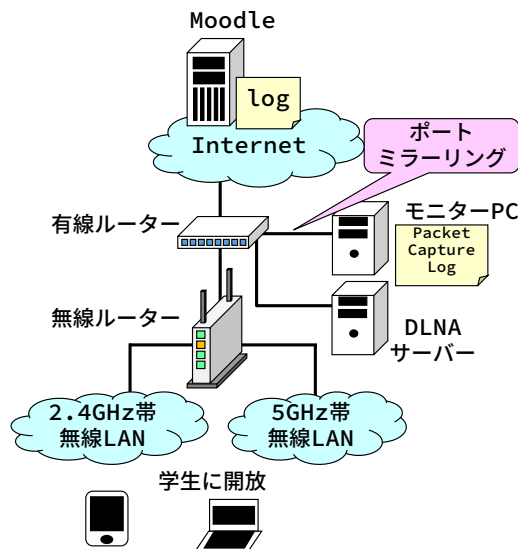 Moodle
log
Internet
ポート
ミラーリング
有線ルーター
モニターPC
Packet
Capture
Log
無線ルーター
DLNA
サーバー
2.4GHz帯
無線LAN
5GHz帯
無線LAN
学生に開放